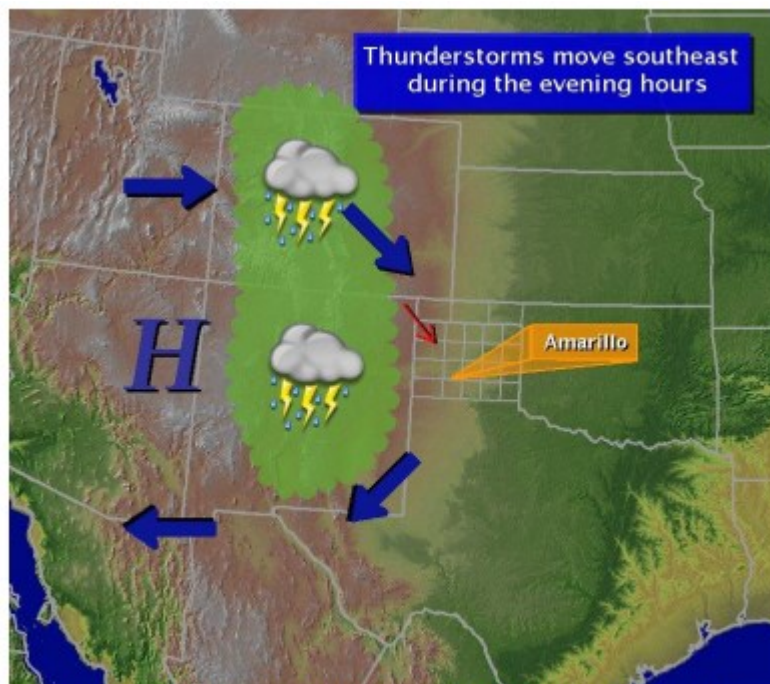 Thunderstorms move southeast
during the evening hours
H
Amarillo